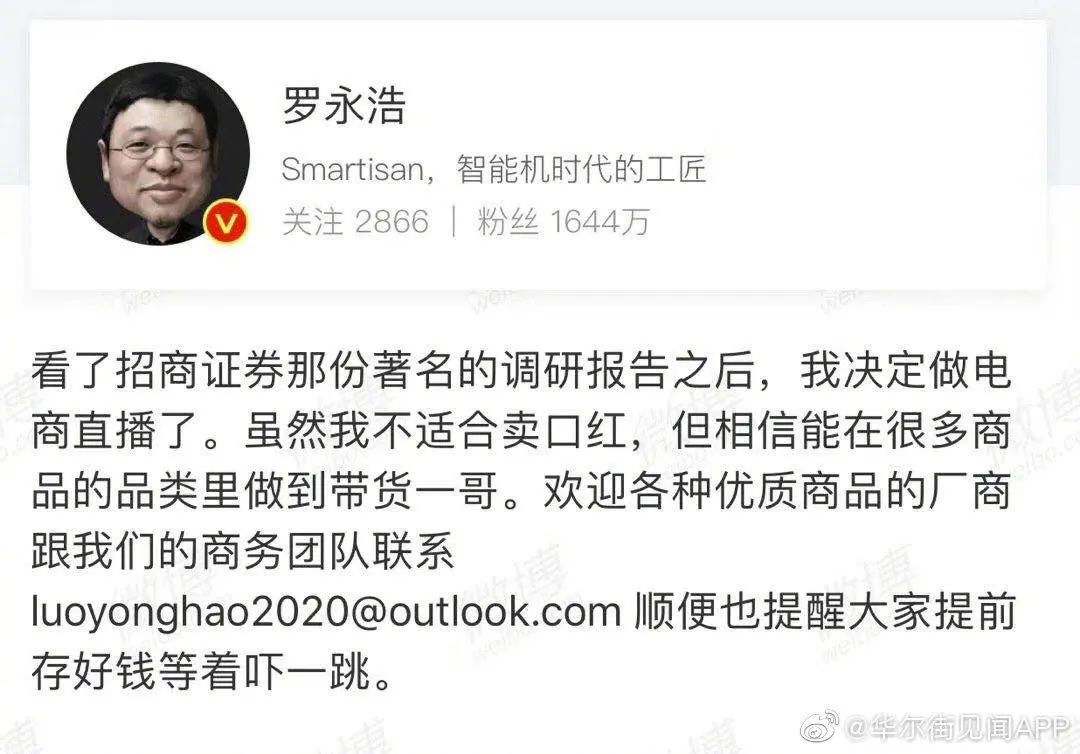 罗永浩
Smartisan，智能机时代的工匠
关注 2866 | 粉丝 1644万
看了招商证券那份著名的调研报告之后，我决定做电
商直播了。虽然我不适合卖口红，但相信能在很多商
品的品类里做到带货一哥。欢迎各种优质商品的厂商
跟我们的商务团队联系
luoyonghao2020@outlook.com 顺便也提醒大家提前
存好钱等着吓一跳。
@华尔街见闻APP